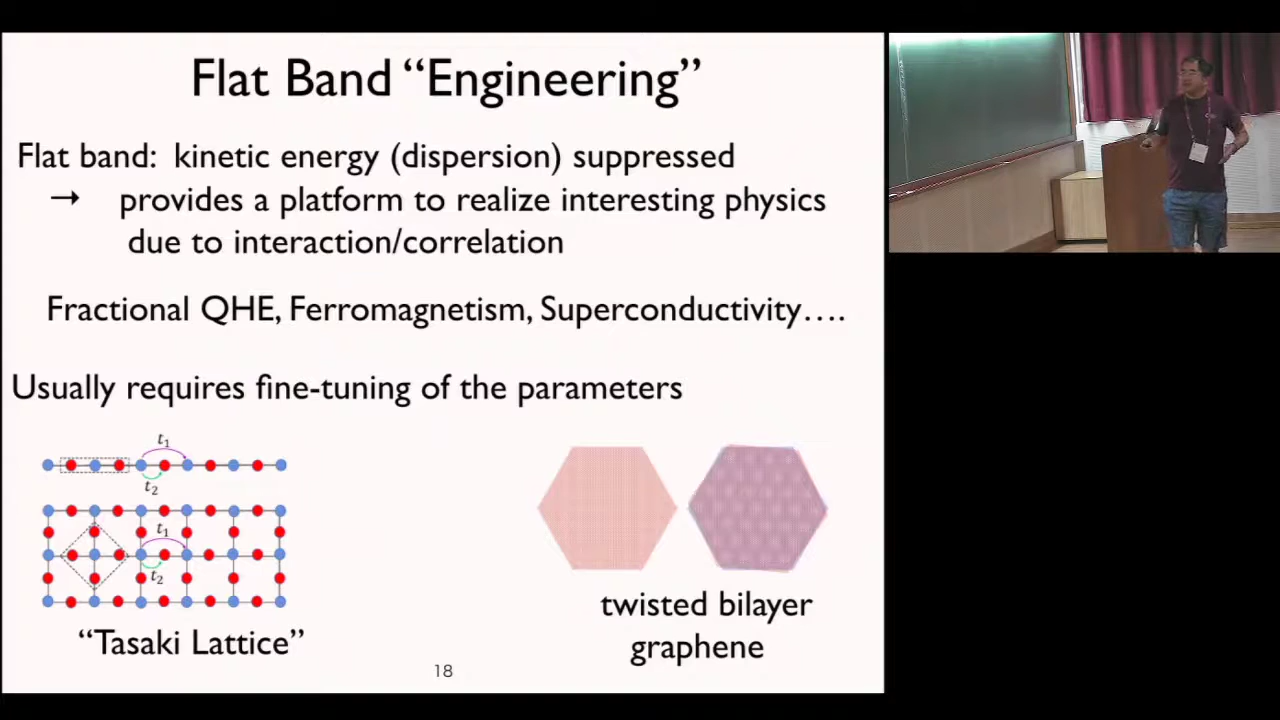 Flat Band “Engineering”
Flat band: kinetic energy (dispersion) suppressed
→ provides a platform to realize interesting physics
due to interaction/correlation
Fractional QHE, Ferromagnetism, Superconductivity….
Usually requires fine-tuning of the parameters
t₁
t₂
t₁
t₂
“Tasaki Lattice”
twisted bilayer
graphene
18